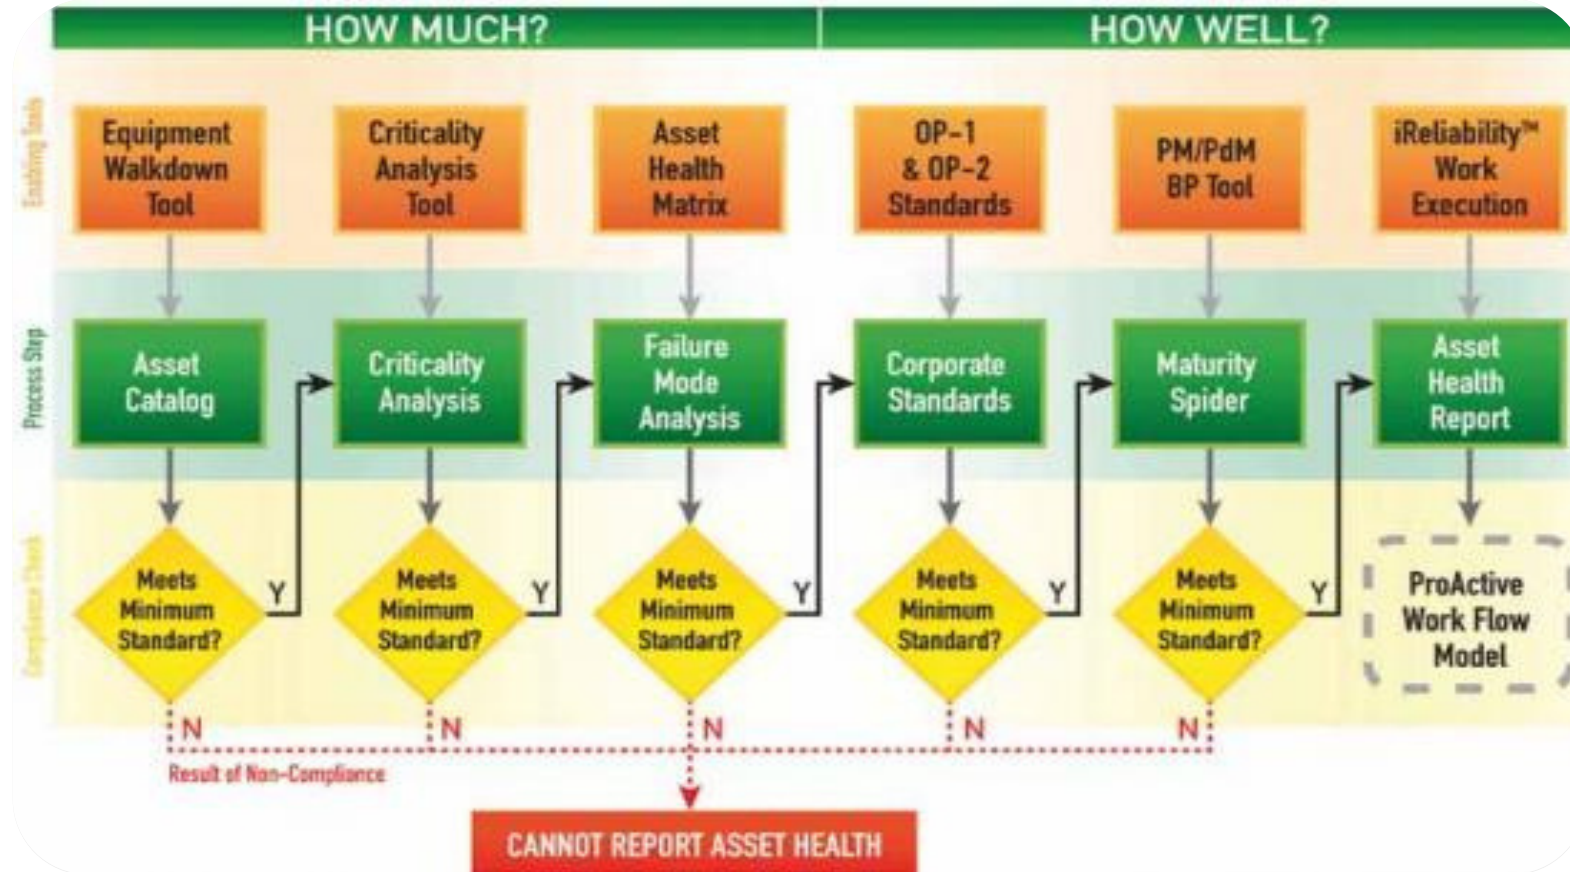 HOW MUCH?
HOW WELL?
Enabling Tools
Equipment
Walkdown
Tool
Criticality
Analysis
Tool
Asset
Health
Matrix
OP-1
& OP-2
Standards
PM/PdM
BP Tool
iReliability™
Work
Execution
Process Step
Asset
Catalog
Criticality
Analysis
Failure
Mode
Analysis
Corporate
Standards
Maturity
Spider
Asset
Health
Report
Compliance Check
Meets
Minimum
Standard?
Y
Meets
Minimum
Standard?
Y
Meets
Minimum
Standard?
Y
Meets
Minimum
Standard?
Y
Meets
Minimum
Standard?
Y
ProActive
Work Flow
Model
N
N
N
N
N
Result of Non-Compliance
CANNOT REPORT ASSET HEALTH